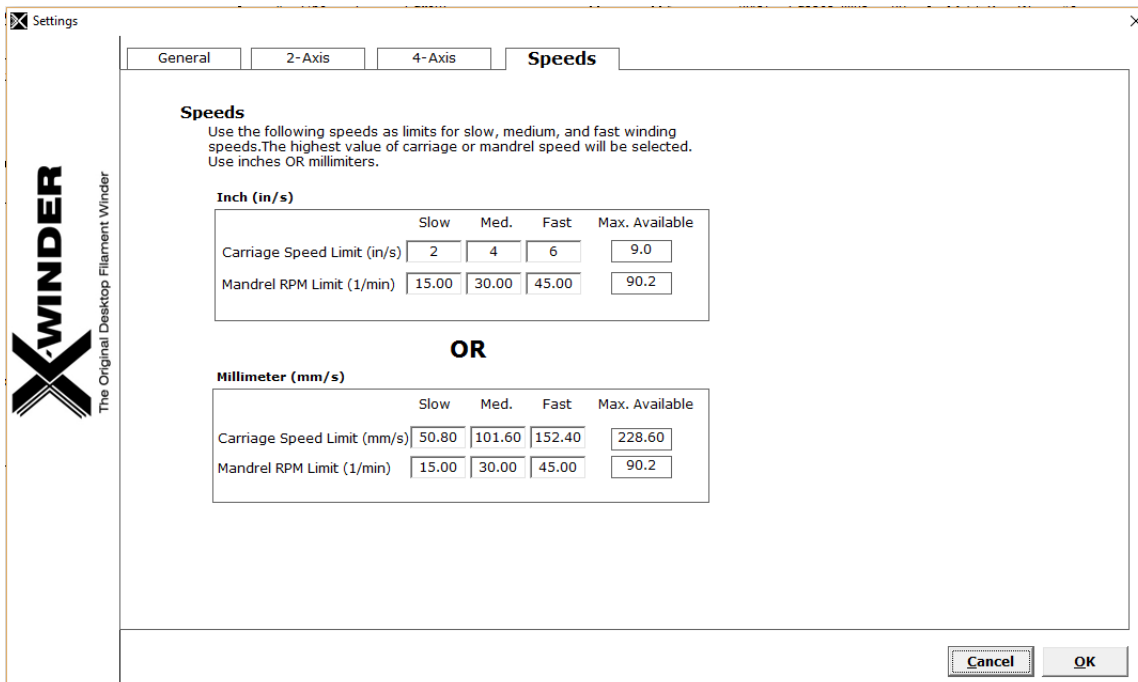 Settings
General 2-Axis 4-Axis Speeds
Speeds
Use the following speeds as limits for slow, medium, and fast winding
speeds.The highest value of carriage or mandrel speed will be selected.
Use inches OR millimiters.
Inch (in/s)
Slow Med. Fast Max. Available
Carriage Speed Limit (in/s) 2 4 6 9.0
Mandrel RPM Limit (1/min) 15.00 30.00 45.00 90.2
OR
Millimeter (mm/s)
Slow Med. Fast Max. Available
Carriage Speed Limit (mm/s) 50.80 101.60 152.40 228.60
Mandrel RPM Limit (1/min) 15.00 30.00 45.00 90.2
X-WINDER
The Original Desktop Filament Winder
Cancel OK